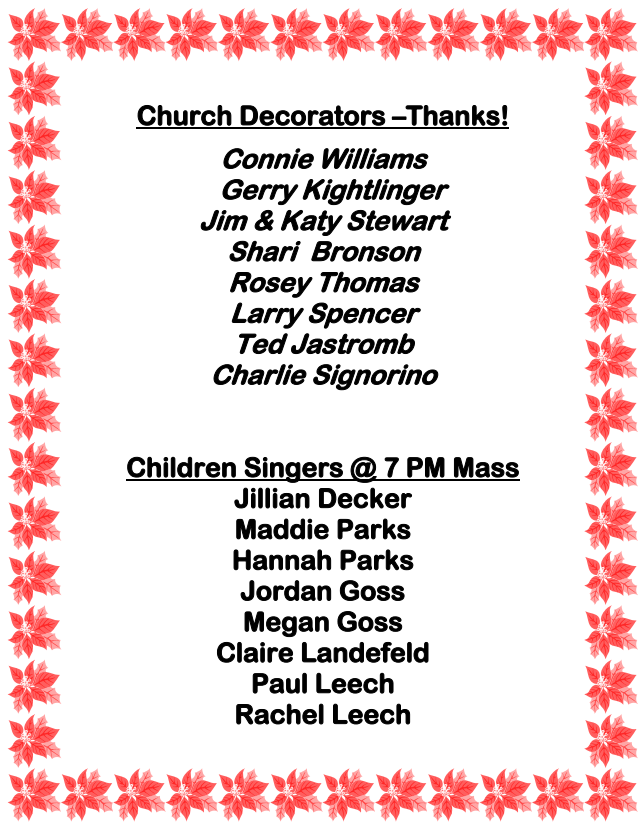 Church Decorators –Thanks!
Connie Williams
Gerry Kightlinger
Jim & Katy Stewart
Shari Bronson
Rosey Thomas
Larry Spencer
Ted Jastromb
Charlie Signorino
Children Singers @ 7 PM Mass
Jillian Decker
Maddie Parks
Hannah Parks
Jordan Goss
Megan Goss
Claire Landefeld
Paul Leech
Rachel Leech